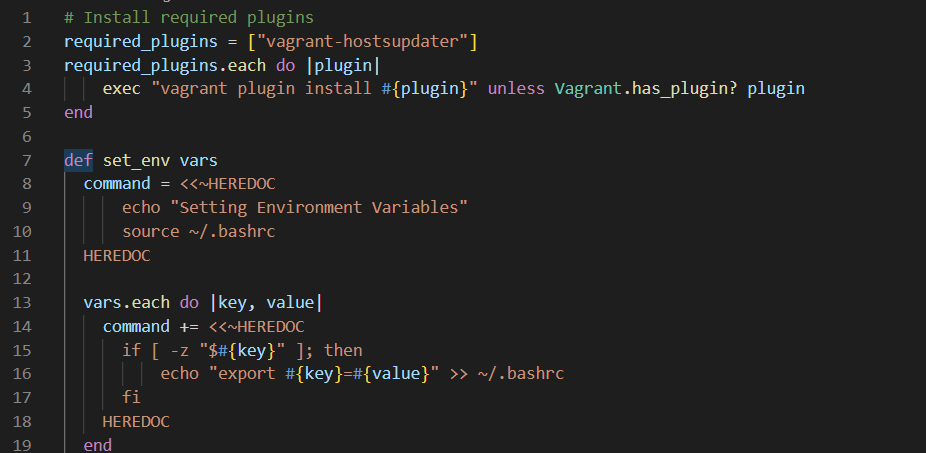 1 # Install required plugins
2 required_plugins = ["vagrant-hostsupdater"]
3 required_plugins.each do |plugin|
4 exec "vagrant plugin install #{plugin}" unless Vagrant.has_plugin? plugin
5 end
6
7 def set_env vars
8 command = <<~HEREDOC
9 echo "Setting Environment Variables"
10 source ~/.bashrc
11 HEREDOC
12
13 vars.each do |key, value|
14 command += <<~HEREDOC
15 if [ -z "$#{key}" ]; then
16 echo "export #{key}=#{value}" >> ~/.bashrc
17 fi
18 HEREDOC
19 end